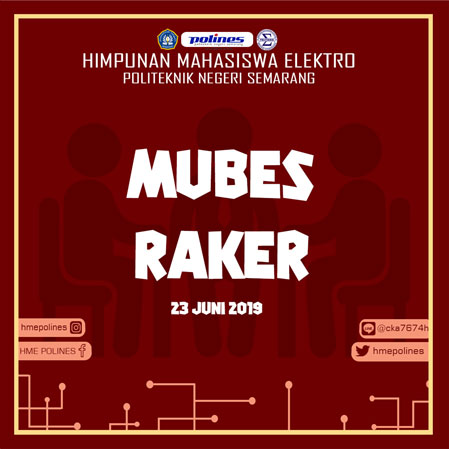 polines
HIMPUNAN MAHASISWA ELEKTRO
POLITEKNIK NEGERI SEMARANG
MUBES
RAKER
23 JUNI 2019
hmepolines
@cka7674h
HME POLINES
hmepolines